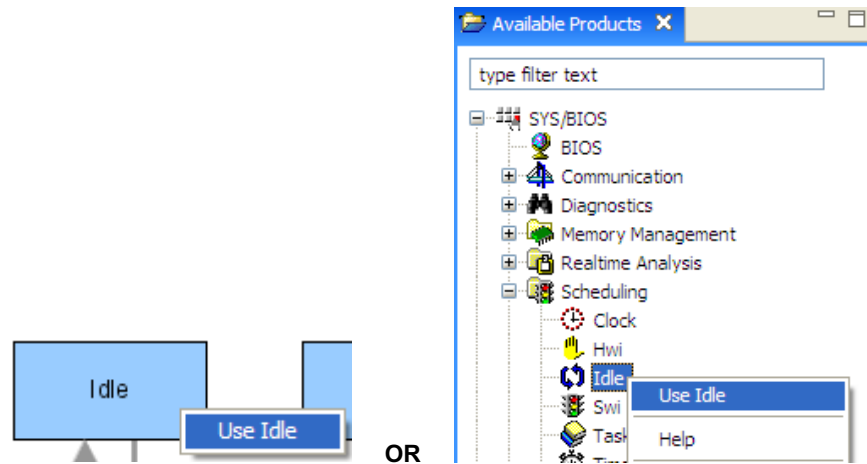 Idle
Use Idle
OR
Available Products
type filter text
SYS/BIOS
BIOS
Communication
Diagnostics
Memory Management
Realtime Analysis
Scheduling
Clock
Hwi
Idle
Use Idle
Swi
Task
Help